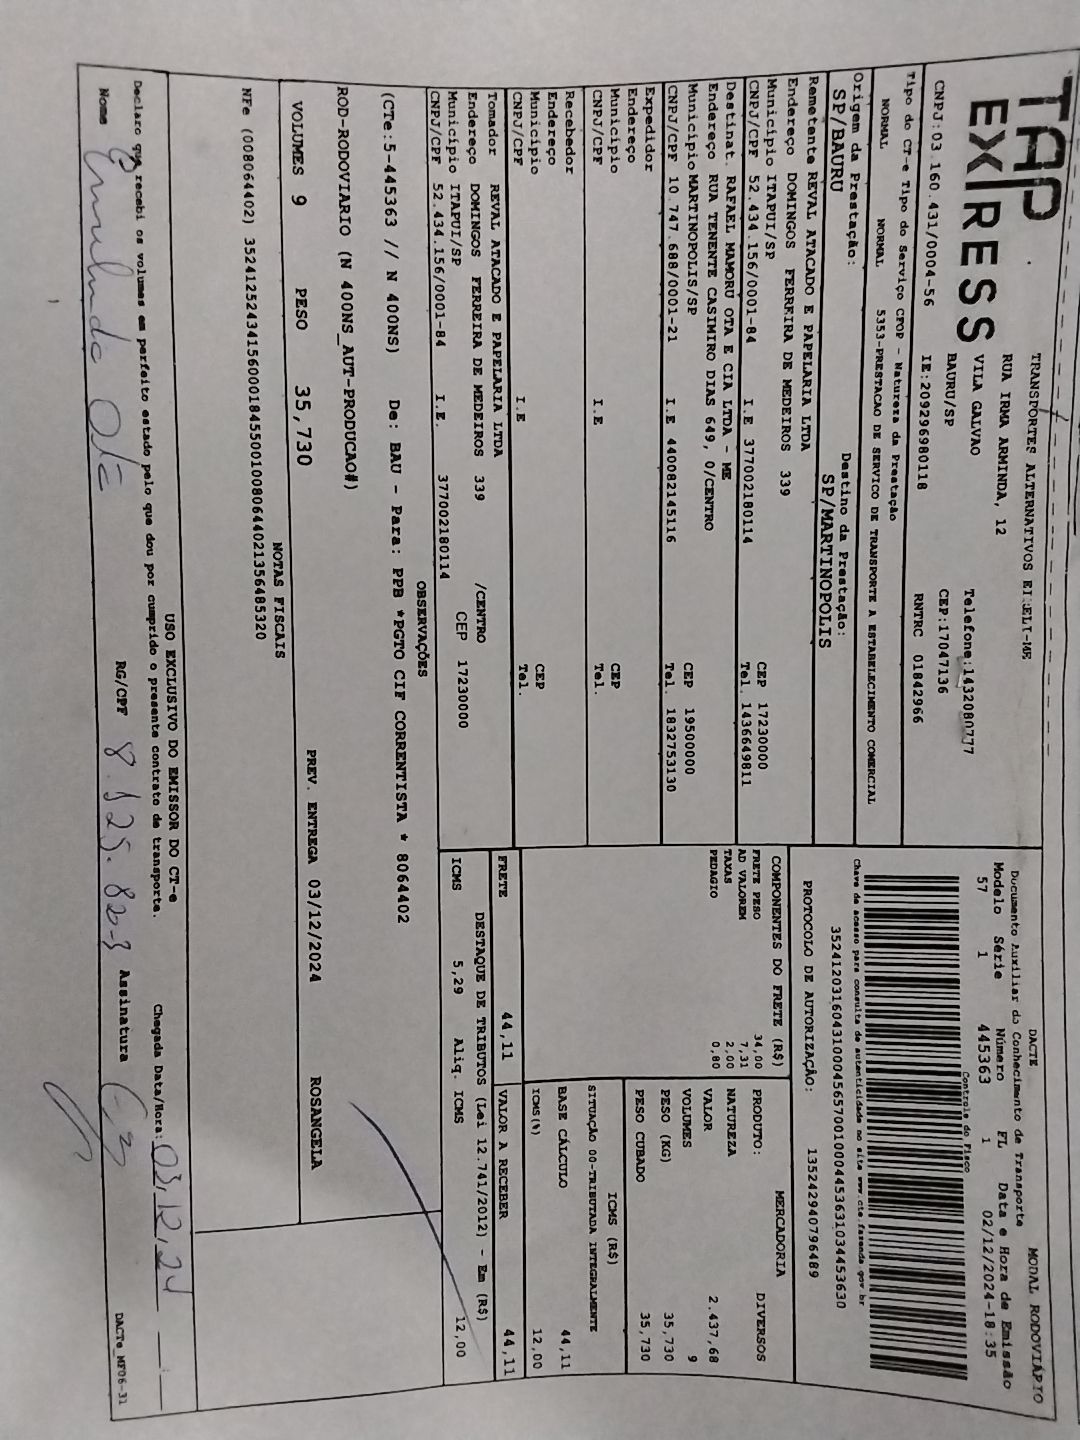 TAP
EXPRESS
TRANSPORTES ALTERNATIVOS EIRELI-ME
RUA IRMA ARMINDA, 12
VILA GALVAO
BAURU/SP
Telefone:1432080777
CEP:17047136
CNPJ:03.160.431/0004-56
IE:209296980118
RNTRC 01842966
DACTE
MODAL RODOVIÁRIO
Documento Auxiliar do Conhecimento de Transporte
Modelo Série Número FL Data e Hora de Emissão
57 1 445363 1 02/12/2024-18:35
Controle do Fisco
Chave de acesso para consulta de autenticidade no site www.cte.fazenda.gov.br
35241203160431000456570010004453631034453630
PROTOCOLO DE AUTORIZAÇÃO: 135242940796489
Tipo do CT-e Tipo do Serviço CFOP - Natureza da Prestação
NORMAL NORMAL 5353-PRESTACAO DE SERVICO DE TRANSPORTE A ESTABELECIMENTO COMERCIAL
Origem da Prestação: Destino da Prestação:
SP/BAURU SP/MARTINOPOLIS
Remetente REVAL ATACADO E PAPELARIA LTDA
Endereço DOMINGOS FERREIRA DE MEDEIROS 339
Município ITAPUI/SP CEP 17230000
CNPJ/CPF 52.434.156/0001-84 I.E 377002180114 Tel. 1436649811
Destinat. RAFAEL MAMORU OTA E CIA LTDA - ME
Endereço RUA TENENTE CASIMIRO DIAS 649, 0/CENTRO
Município MARTINOPOLIS/SP CEP 19500000
CNPJ/CPF 10.747.688/0001-21 I.E 440082145116 Tel. 1832753130
Expedidor
Endereço
Município CEP
CNPJ/CPF I.E Tel.
Recebedor
Endereço
Município CEP
CNPJ/CPF I.E Tel.
Tomador REVAL ATACADO E PAPELARIA LTDA
Endereço DOMINGOS FERREIRA DE MEDEIROS 339 /CENTRO
Município ITAPUI/SP CEP 17230000
CNPJ/CPF 52.434.156/0001-84 I.E. 377002180114
COMPONENTES DO FRETE (R$)
FRETE PESO 34,00
AD VALOREM 7,31
TAXAS 2,00
PEDAGIO 0,80
MERCADORIA
PRODUTO: DIVERSOS
NATUREZA
VALOR 2.437,68
VOLUMES 9
PESO (KG) 35,730
PESO CUBADO 35,730
ICMS (R$)
SITUAÇÃO 00-TRIBUTADA INTEGRALMENTE
BASE CÁLCULO 44,11
ICMS(%) 12,00
FRETE 44,11 VALOR A RECEBER 44,11
DESTAQUE DE TRIBUTOS (Lei 12.741/2012) - Em (R$)
ICMS 5,29 Aliq. ICMS 12,00
OBSERVAÇÕES
(CTe:5-445363 // N 400NS) De: BAU - Para: PPB *PGTO CIF CORRENTISTA * 8064402
ROD-RODOVIARIO (N 400NS_AUT-PRODUCAO#)
VOLUMES 9 PESO 35,730 PREV. ENTREGA 03/12/2024 ROSANGELA
NOTAS FISCAIS
NFe (008064402) 35241252434156000184550010080644021356485320
USO EXCLUSIVO DO EMISSOR DO CT-e
Declaro que recebi os volumes em perfeito estado pelo que dou por cumprido o presente contrato de transporte. Chegada Data/Hora: 03,12,24 :
Nome RG/CPF 8.525.820-3 Assinatura
DACTe_MF06-31